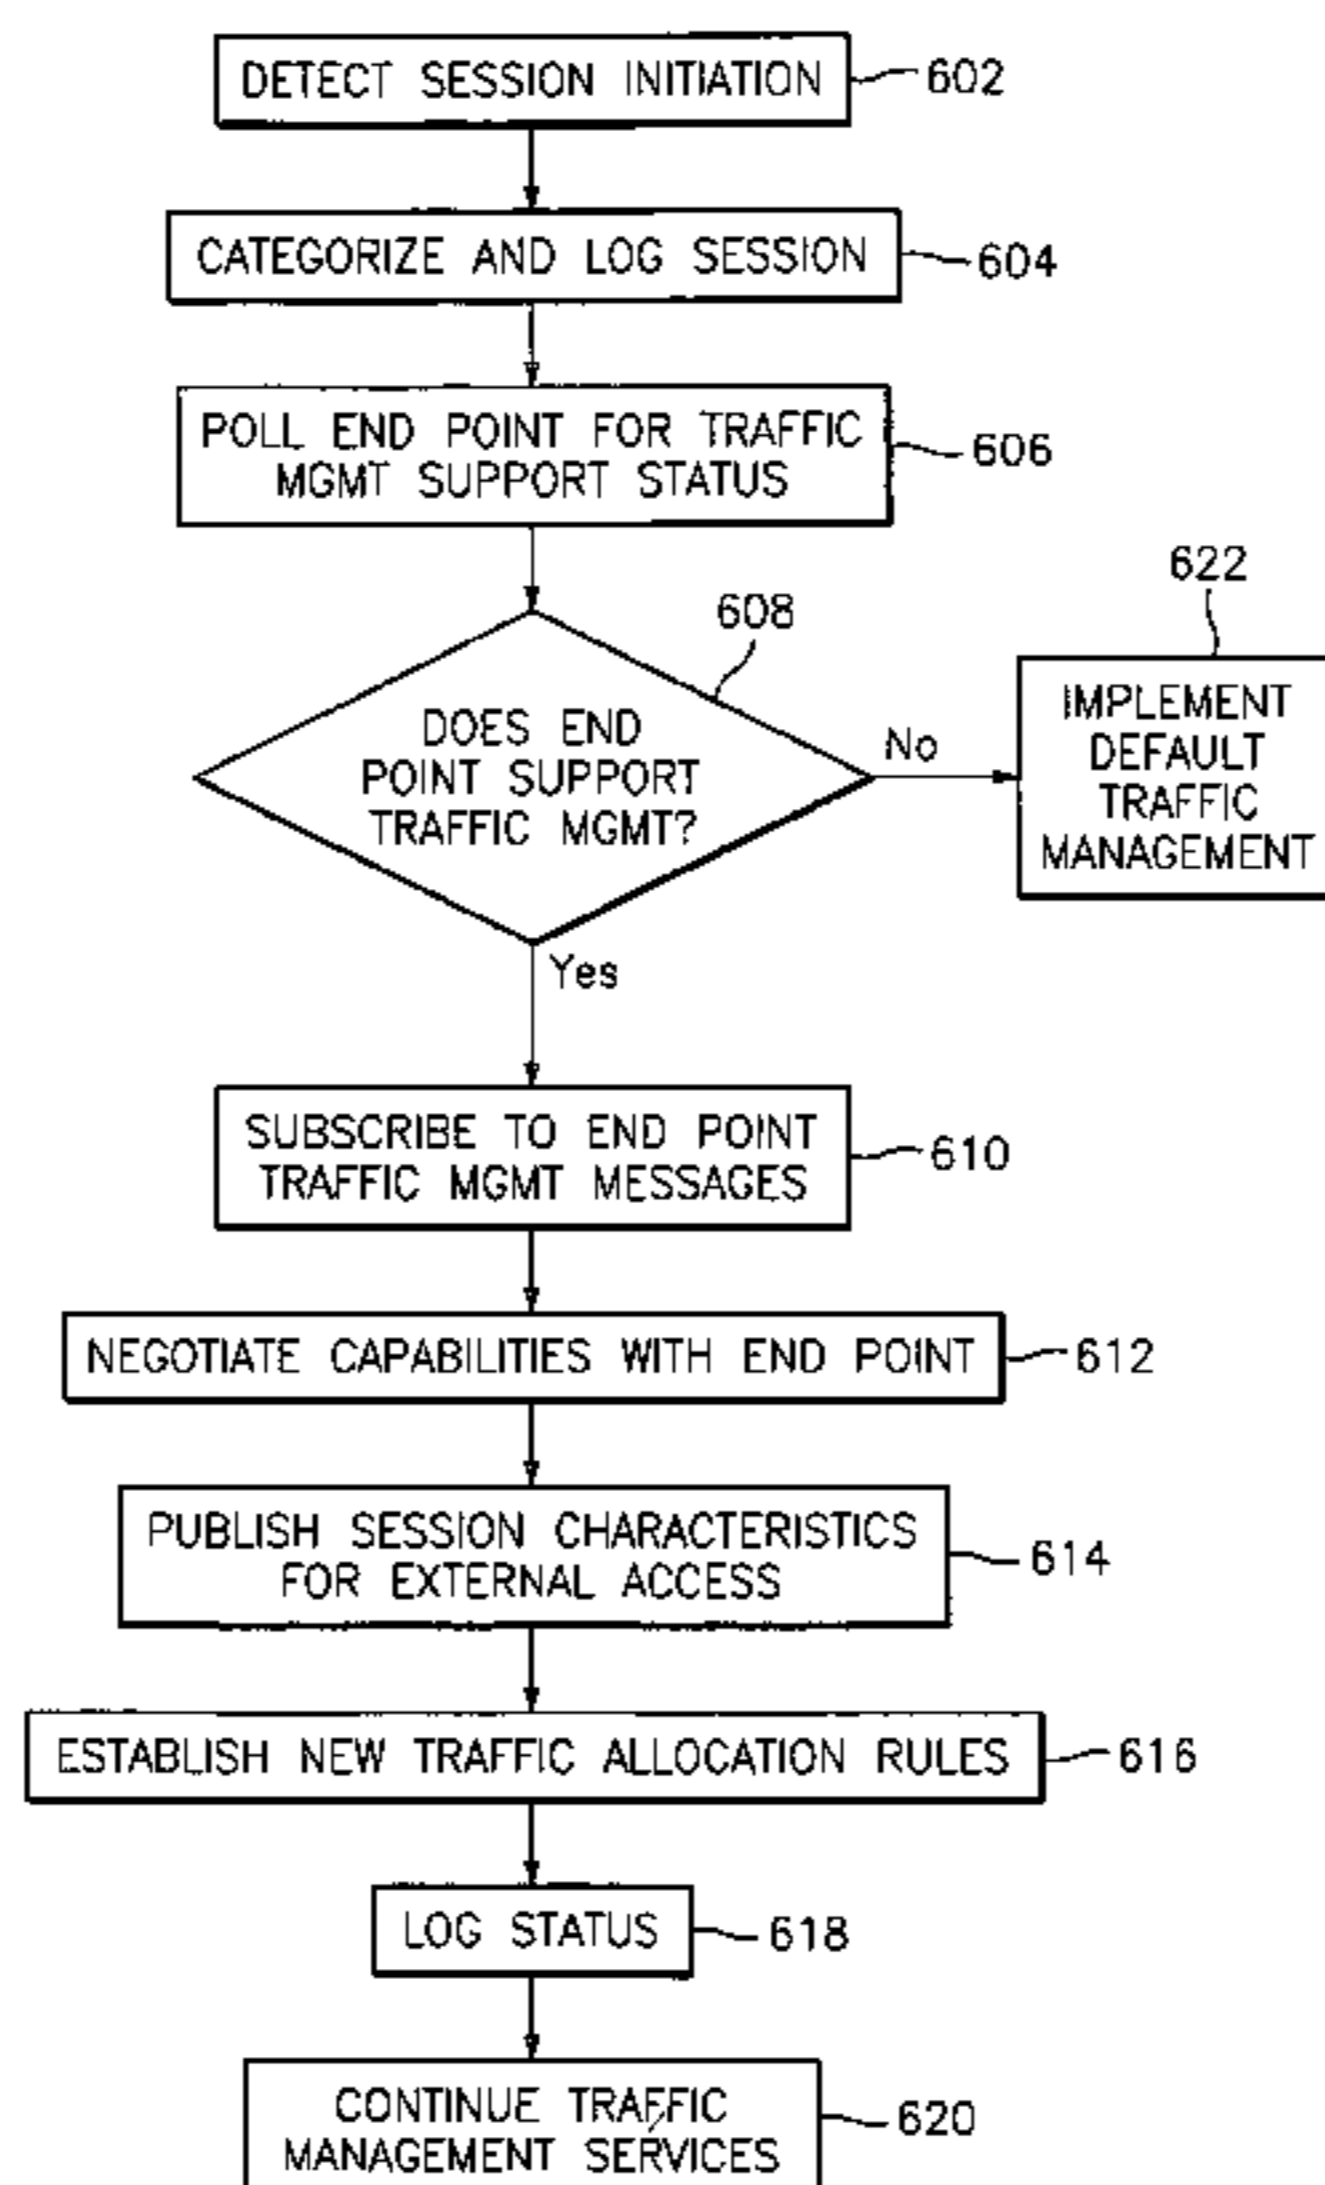 DETECT SESSION INITIATION
602
CATEGORIZE AND LOG SESSION
604
POLL END POINT FOR TRAFFIC
MGMT SUPPORT STATUS
606
608
DOES END
POINT SUPPORT
TRAFFIC MGMT?
No
622
IMPLEMENT
DEFAULT
TRAFFIC
MANAGEMENT
Yes
SUBSCRIBE TO END POINT
TRAFFIC MGMT MESSAGES
610
NEGOTIATE CAPABILITIES WITH END POINT
612
PUBLISH SESSION CHARACTERISTICS
FOR EXTERNAL ACCESS
614
ESTABLISH NEW TRAFFIC ALLOCATION RULES
616
LOG STATUS
618
CONTINUE TRAFFIC
MANAGEMENT SERVICES
620